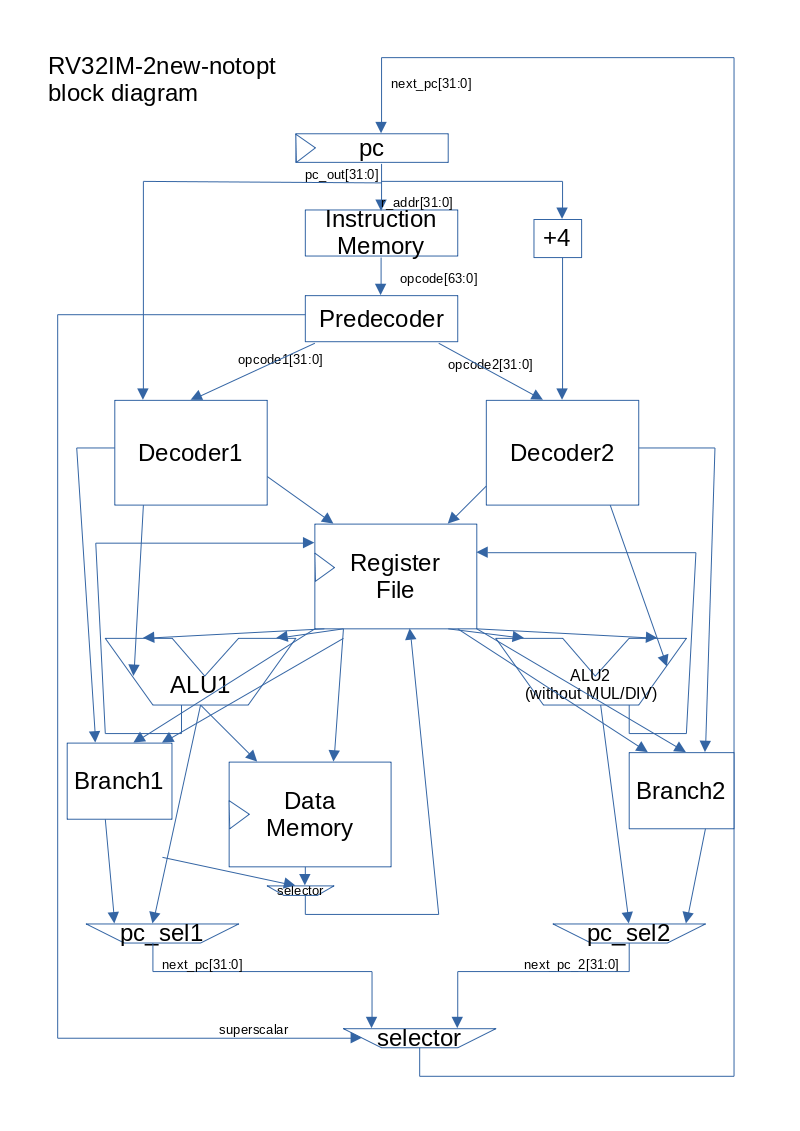 RV32IM-2new-notopt
block diagram
next_pc[31:0]
pc
pc_out[31:0]
r_addr[31:0]
Instruction
Memory
+4
opcode[63:0]
Predecoder
opcode1[31:0]
opcode2[31:0]
Decoder1
Decoder2
Register
File
ALU1
ALU2
(without MUL/DIV)
Branch1
Data
Memory
Branch2
selector
pc_sel1
pc_sel2
next_pc[31:0]
next_pc_2[31:0]
superscalar
selector